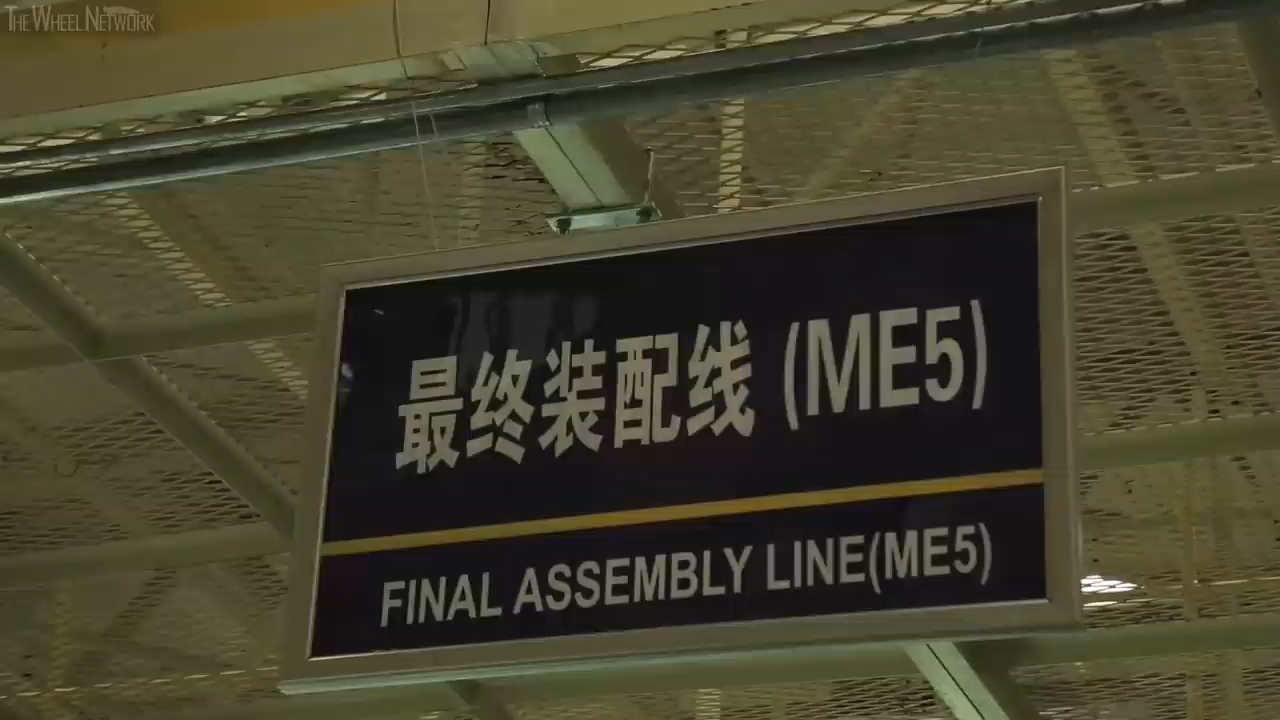 THE WHEEL NETWORK
最终装配线 (ME5)
FINAL ASSEMBLY LINE(ME5)